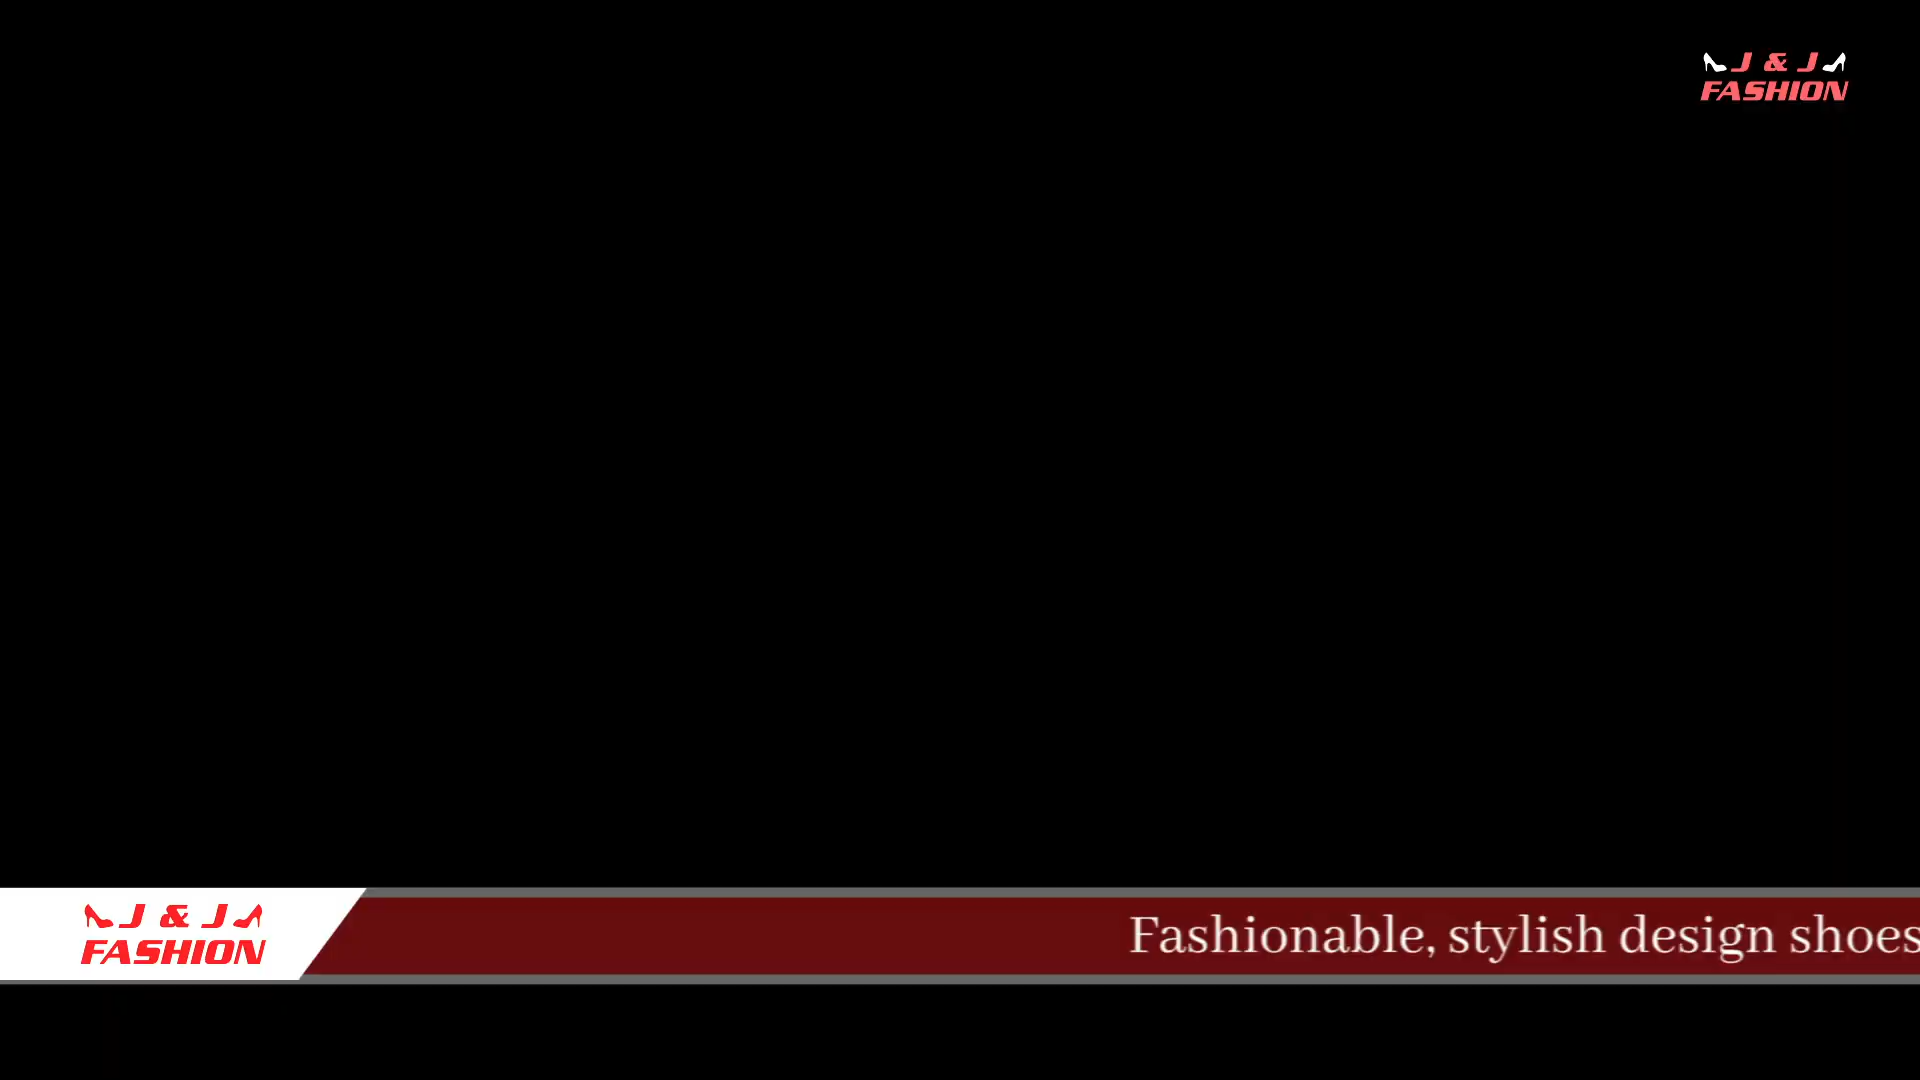 J & J
FASHION
J & J
FASHION
Fashionable, stylish design shoes